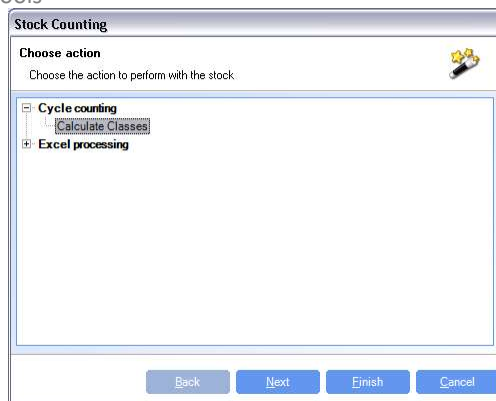 Stock Counting
Choose action
Choose the action to perform with the stock
Cycle counting
Calculate Classes
Excel processing
Back Next Finish Cancel